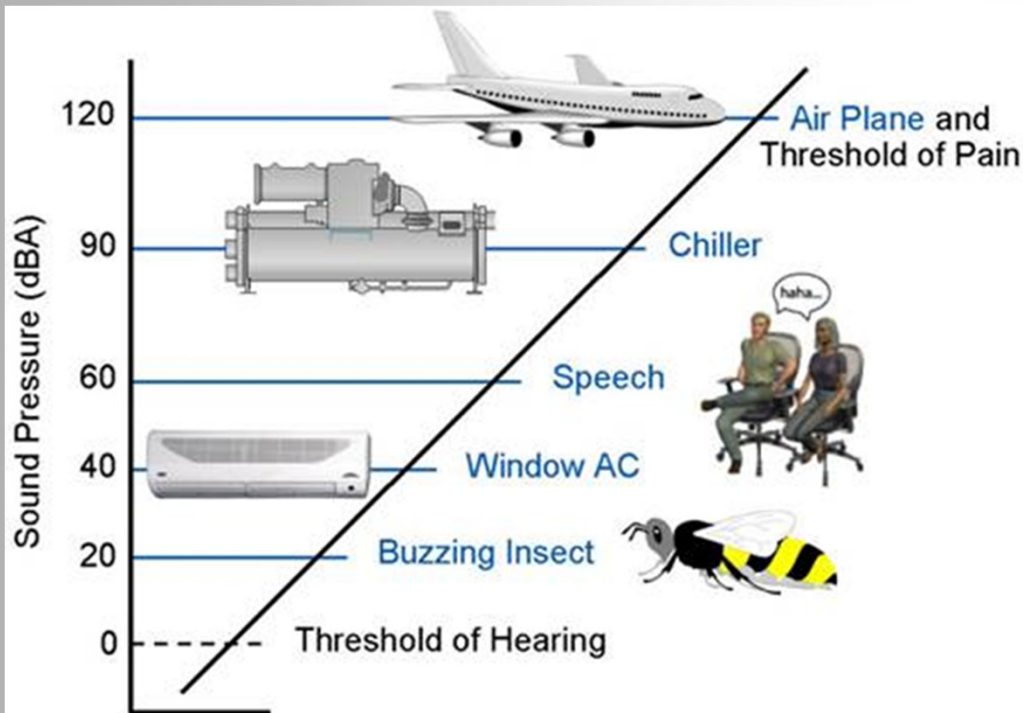 120
Air Plane and
Threshold of Pain
90
Chiller
haha...
60
Speech
40
Window AC
20
Buzzing Insect
0
Threshold of Hearing
Sound Pressure (dBA)